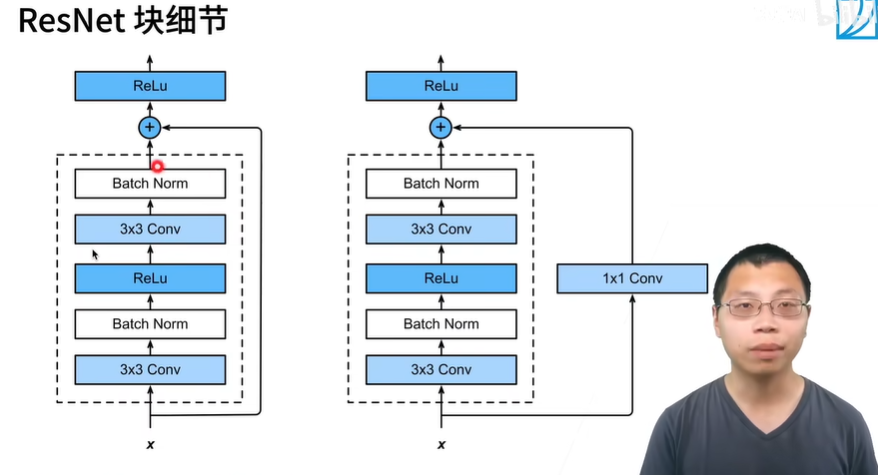 ResNet 块细节
ReLu
+
Batch Norm
3x3 Conv
ReLu
Batch Norm
3x3 Conv
x
ReLu
+
Batch Norm
3x3 Conv
ReLu
1x1 Conv
Batch Norm
3x3 Conv
x